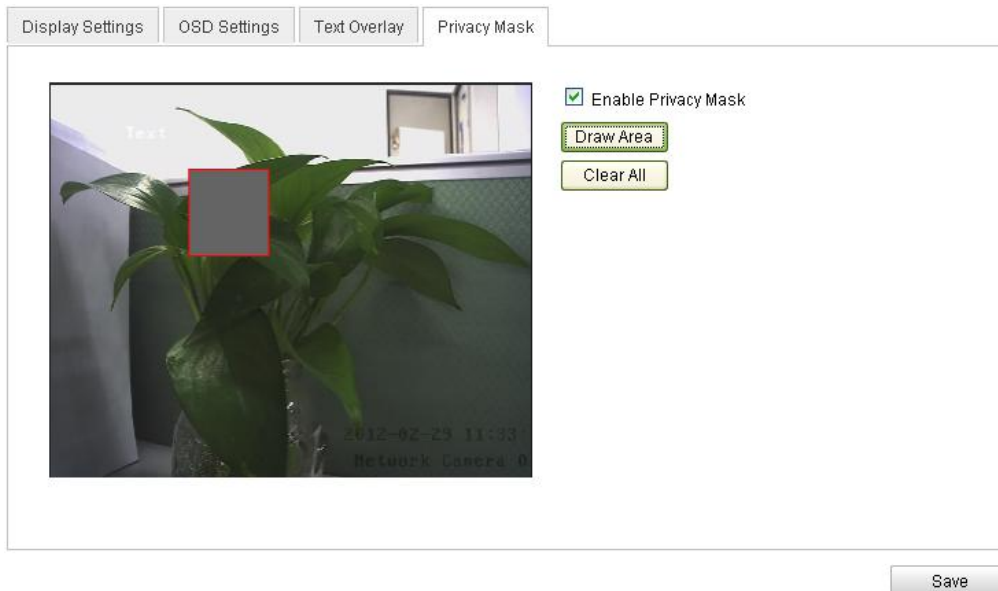 Display Settings
OSD Settings
Text Overlay
Privacy Mask
Text
Enable Privacy Mask
Draw Area
Clear All
2012-02-29 11:33
Network Camera 0
Save